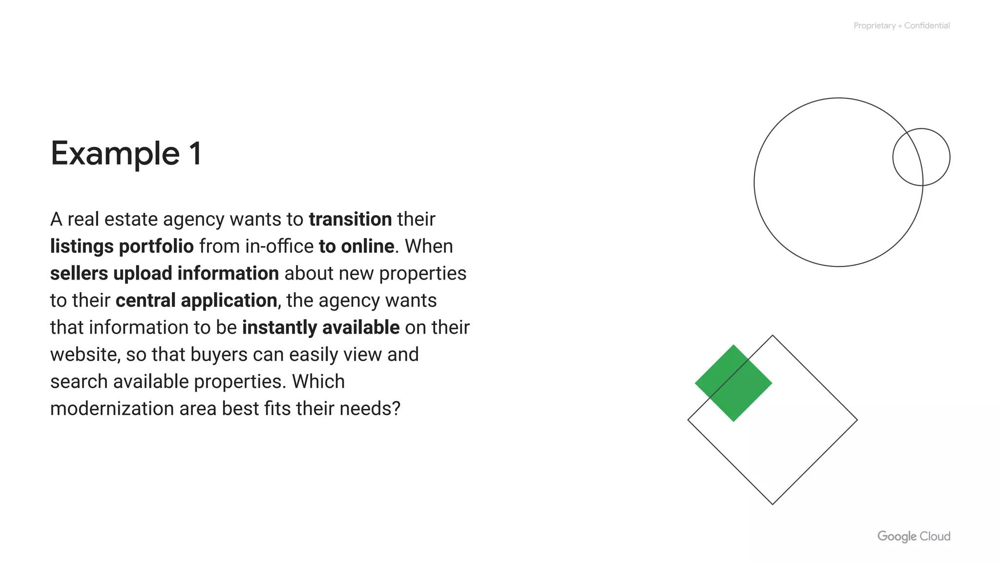 Proprietary + Confidential
Example 1
A real estate agency wants to transition their
listings portfolio from in-office to online. When
sellers upload information about new properties
to their central application, the agency wants
that information to be instantly available on their
website, so that buyers can easily view and
search available properties. Which
modernization area best fits their needs?
Google Cloud